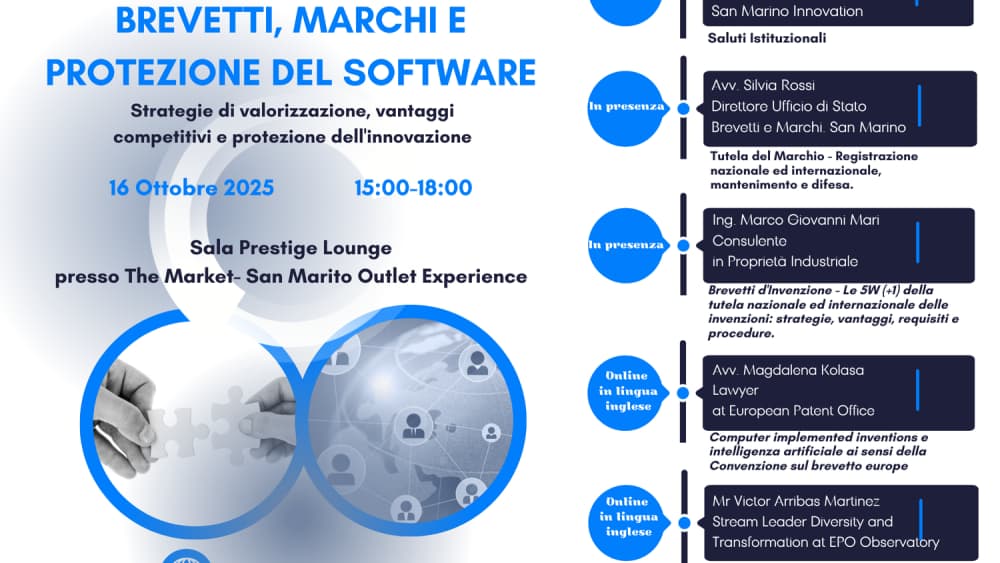 BREVETTI, MARCHI E
PROTEZIONE DEL SOFTWARE
Strategie di valorizzazione, vantaggi
competitivi e protezione dell'innovazione
16 Ottobre 2025
15:00-18:00
Sala Prestige Lounge
presso The Market- San Marito Outlet Experience
San Marino Innovation
Saluti Istituzionali
In presenza
Avv. Silvia Rossi
Direttore Ufficio di Stato
Brevetti e Marchi. San Marino
Tutela del Marchio - Registrazione
nazionale ed internazionale,
mantenimento e difesa.
In presenza
Ing. Marco Giovanni Mari
Consulente
in Proprietà Industriale
Brevetti d'Invenzione - Le 5W (+1) della
tutela nazionale ed internazionale delle
invenzioni: strategie, vantaggi, requisiti e
procedure.
Online
in lingua
inglese
Avv. Magdalena Kolasa
Lawyer
at European Patent Office
Computer implemented inventions e
intelligenza artificiale ai sensi della
Convenzione sul brevetto europe
Online
in lingua
inglese
Mr Victor Arribas Martinez
Stream Leader Diversity and
Transformation at EPO Observatory